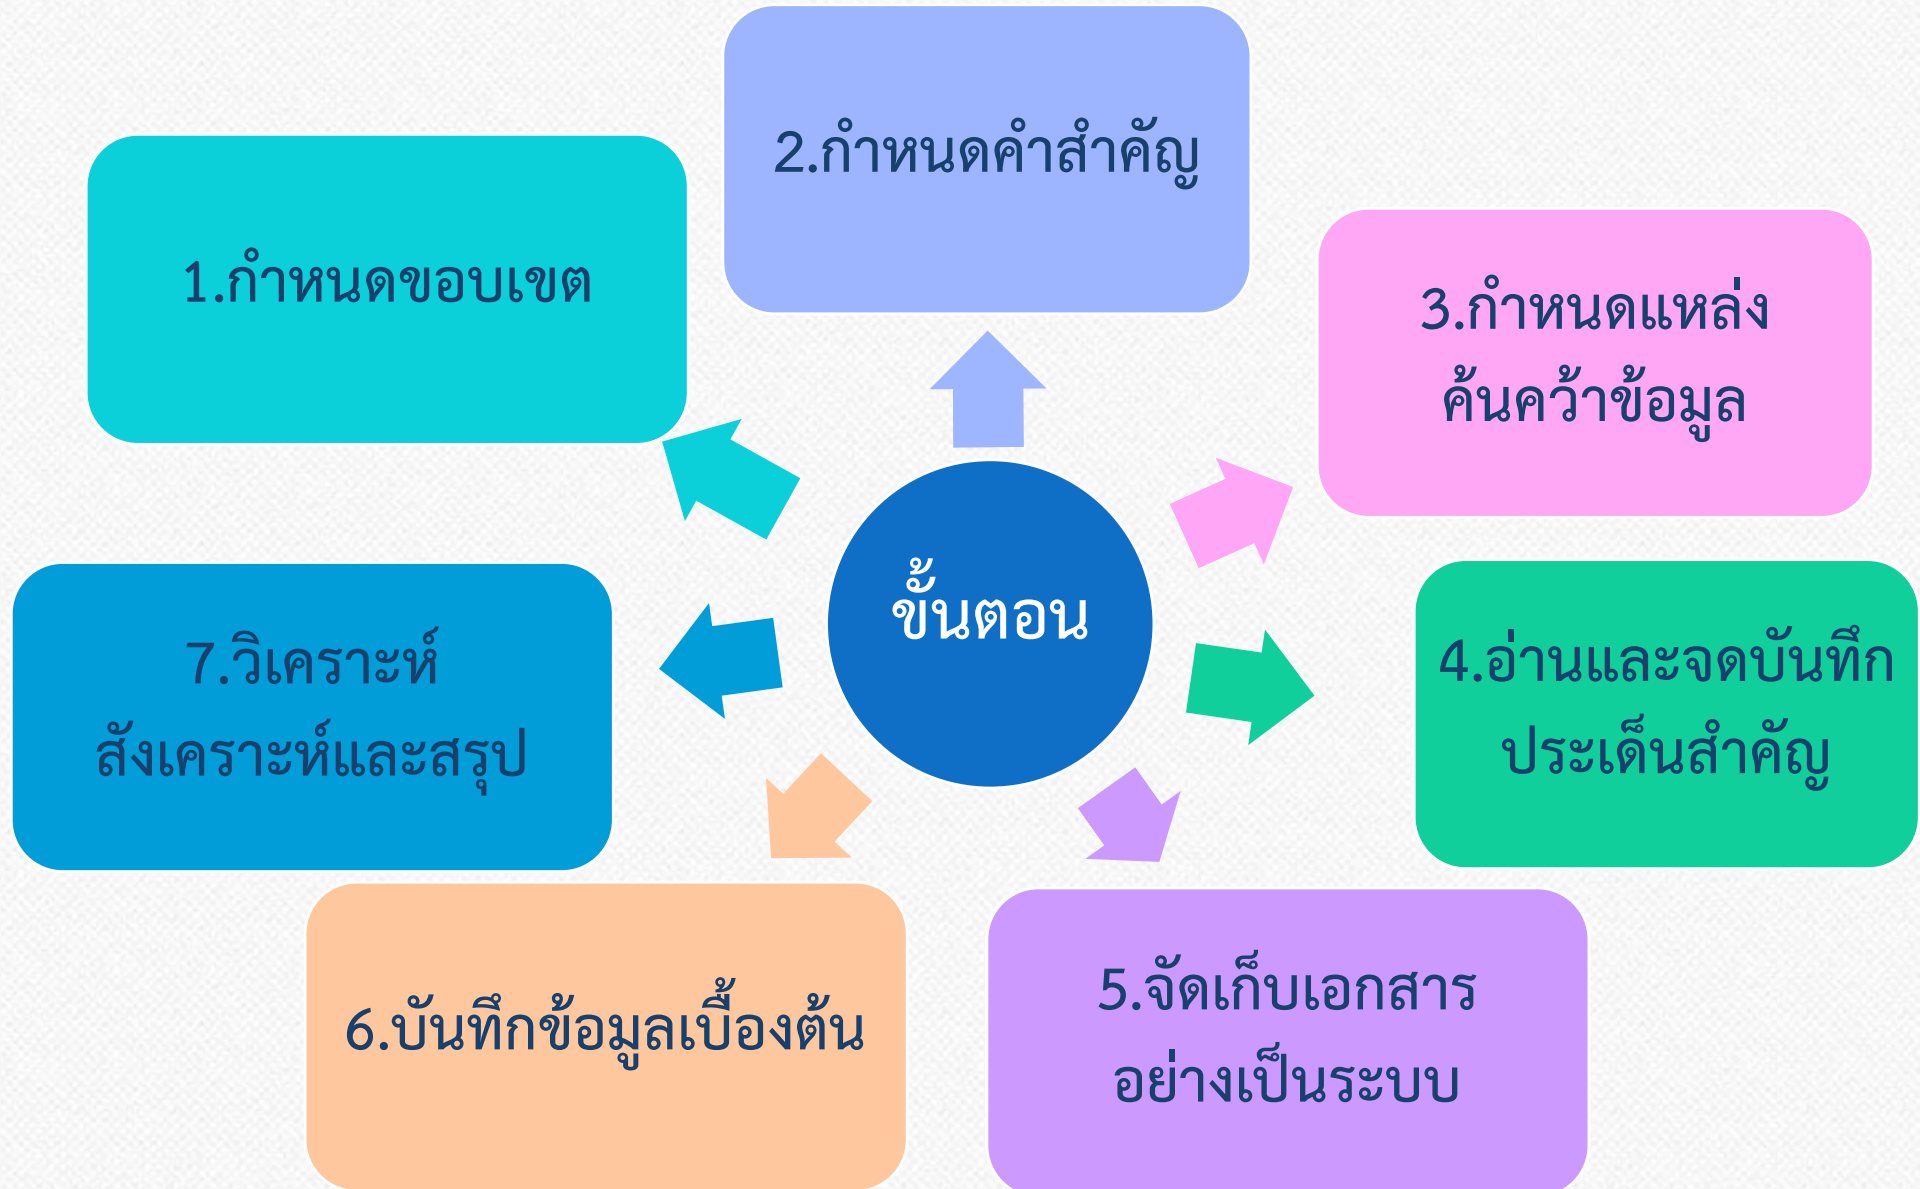 ขั้นตอน
1.กำหนดขอบเขต
2.กำหนดคำสำคัญ
3.กำหนดแหล่ง
ค้นคว้าข้อมูล
4.อ่านและจดบันทึก
ประเด็นสำคัญ
5.จัดเก็บเอกสาร
อย่างเป็นระบบ
6.บันทึกข้อมูลเบื้องต้น
7.วิเคราะห์
สังเคราะห์และสรุป